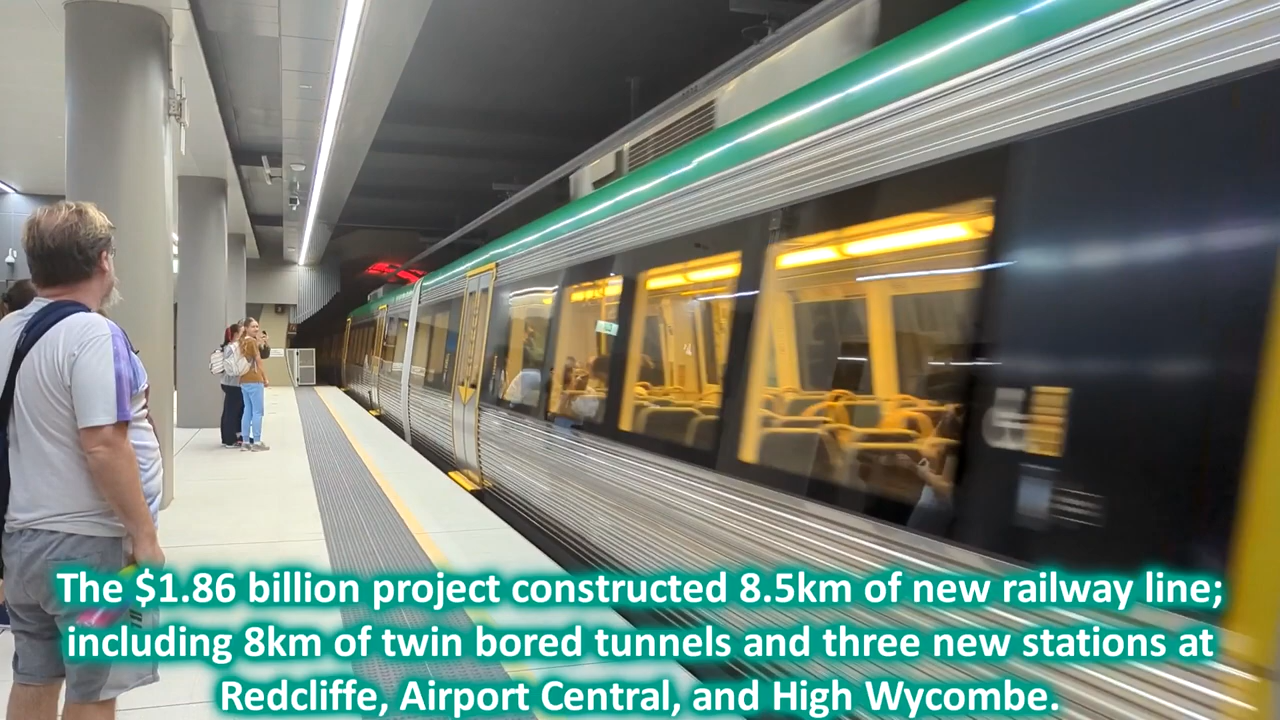 The $1.86 billion project constructed 8.5km of new railway line;
including 8km of twin bored tunnels and three new stations at
Redcliffe, Airport Central, and High Wycombe.